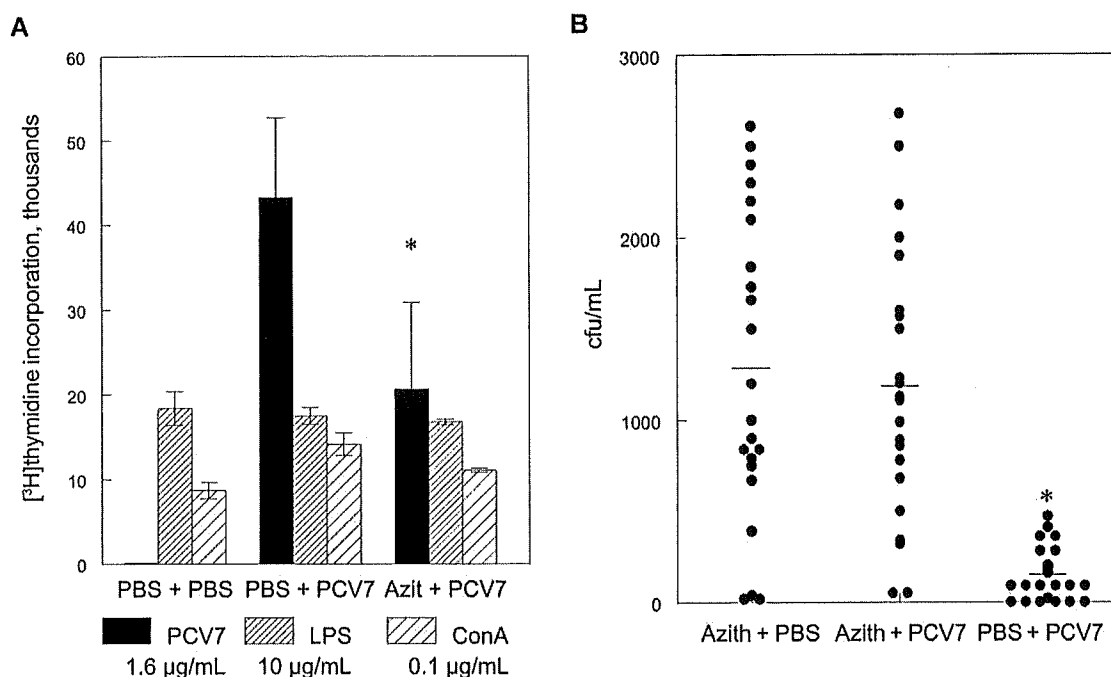 A
[³H]thymidine incorporation, thousands
60
50
40
30
20
10
0
*
PBS + PBS
PBS + PCV7
Azit + PCV7
PCV7
LPS
ConA
1.6 µg/mL
10 µg/mL
0.1 µg/mL
B
cfu/mL
3000
2000
1000
0
*
Azith + PBS
Azith + PCV7
PBS + PCV7